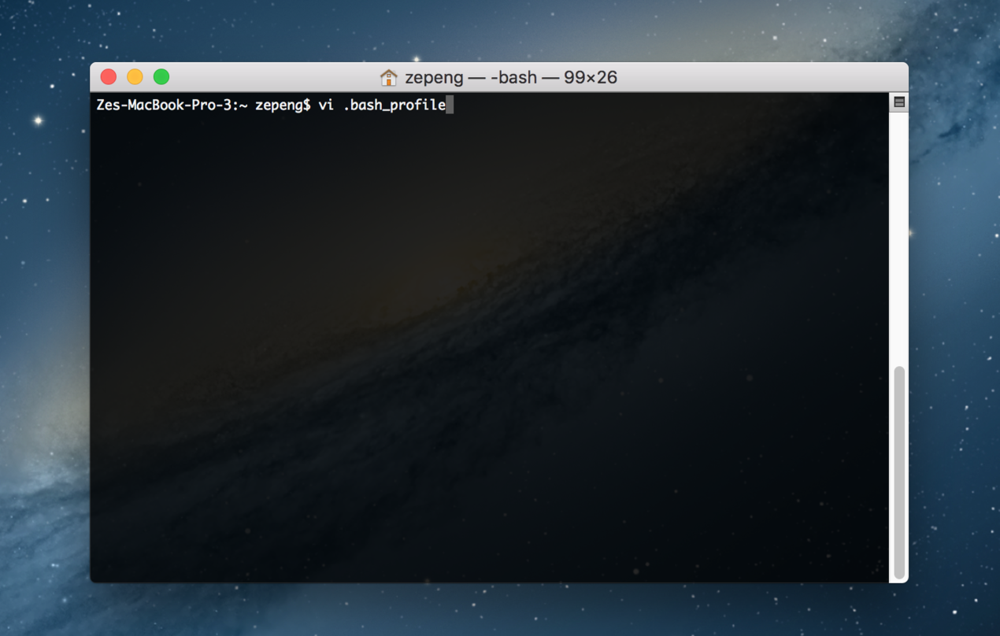 zepeng — -bash — 99×26
Zes-MacBook-Pro-3:~ zepeng$ vi .bash_profile